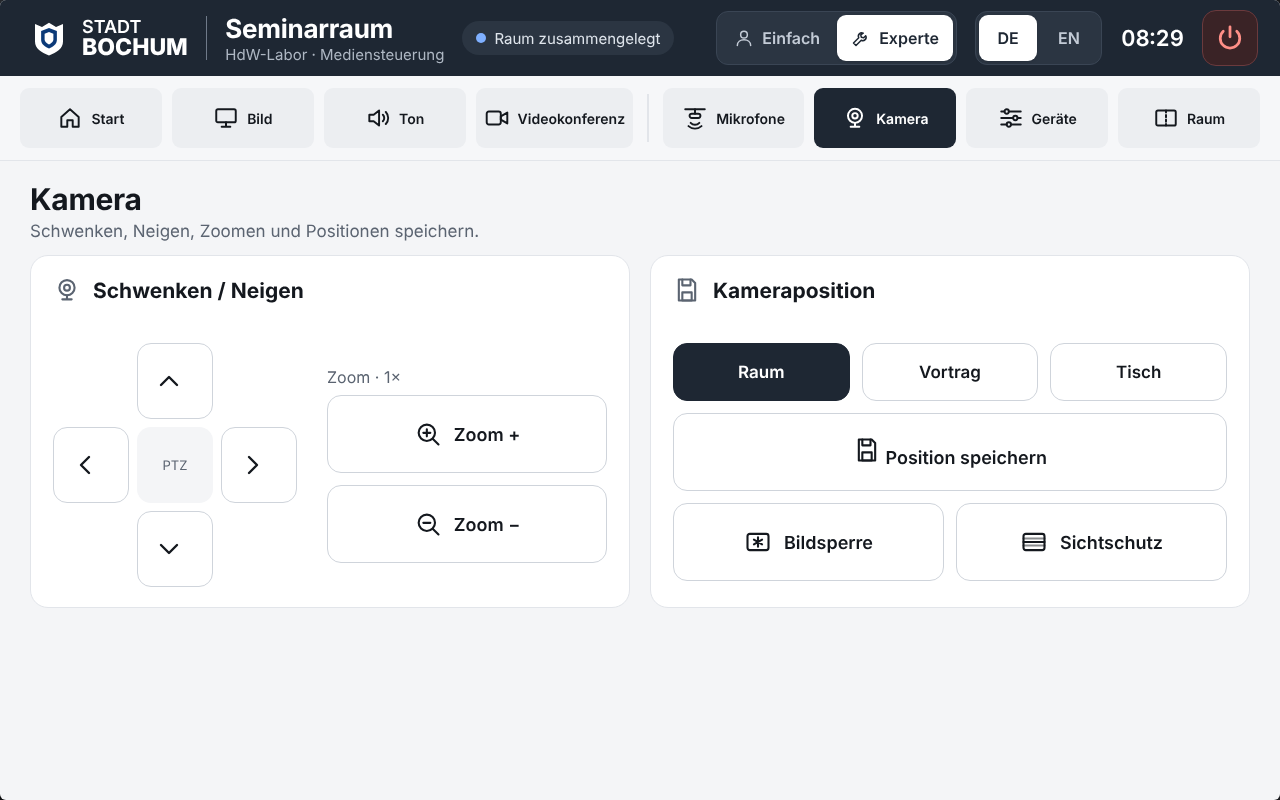 STADT
BOCHUM
Seminarraum
HdW-Labor · Mediensteuerung
Raum zusammengelegt
Einfach
Experte
DE
EN
08:29
Start
Bild
Ton
Videokonferenz
Mikrofone
Kamera
Geräte
Raum
Kamera
Schwenken, Neigen, Zoomen und Positionen speichern.
Schwenken / Neigen
PTZ
Zoom · 1×
Zoom +
Zoom −
Kameraposition
Raum
Vortrag
Tisch
Position speichern
Bildsperre
Sichtschutz